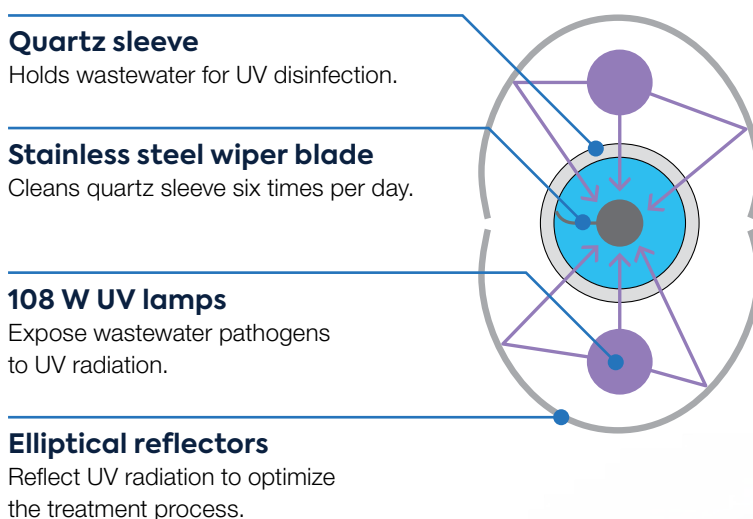 Quartz sleeve
Holds wastewater for UV disinfection.
Stainless steel wiper blade
Cleans quartz sleeve six times per day.
108 W UV lamps
Expose wastewater pathogens
to UV radiation.
Elliptical reflectors
Reflect UV radiation to optimize
the treatment process.